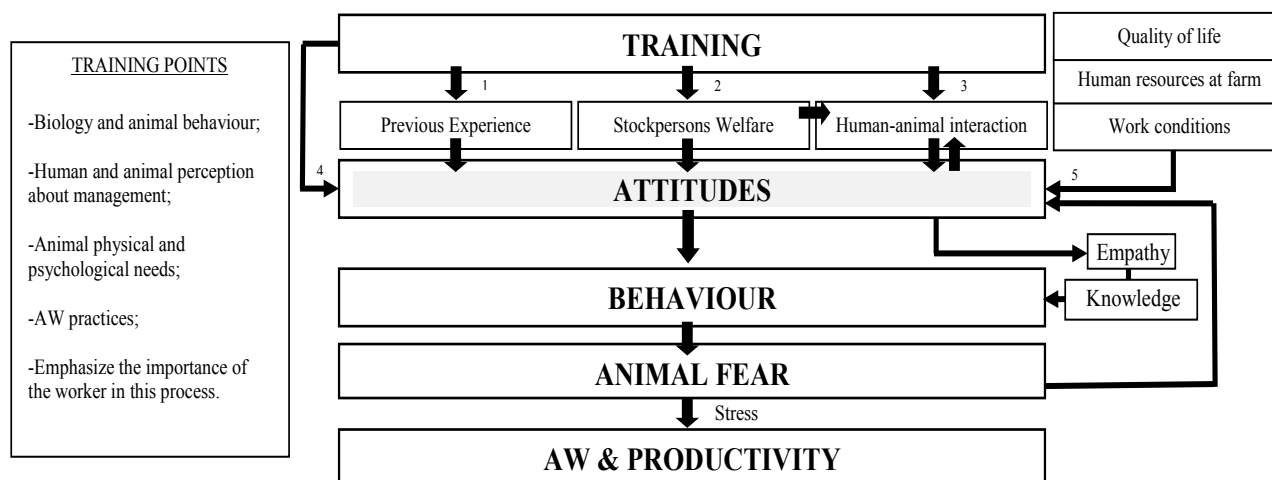 TRAINING POINTS
-Biology and animal behaviour;
-Human and animal perception
about management;
-Animal physical and
psychological needs;
-AW practices;
-Emphasize the importance of
the worker in this process.
TRAINING
1
2
3
Previous Experience
Stockpersons Welfare
Human-animal interaction
Quality of life
Human resources at farm
Work conditions
4
5
ATTITUDES
Empathy
Knowledge
BEHAVIOUR
ANIMAL FEAR
Stress
AW & PRODUCTIVITY